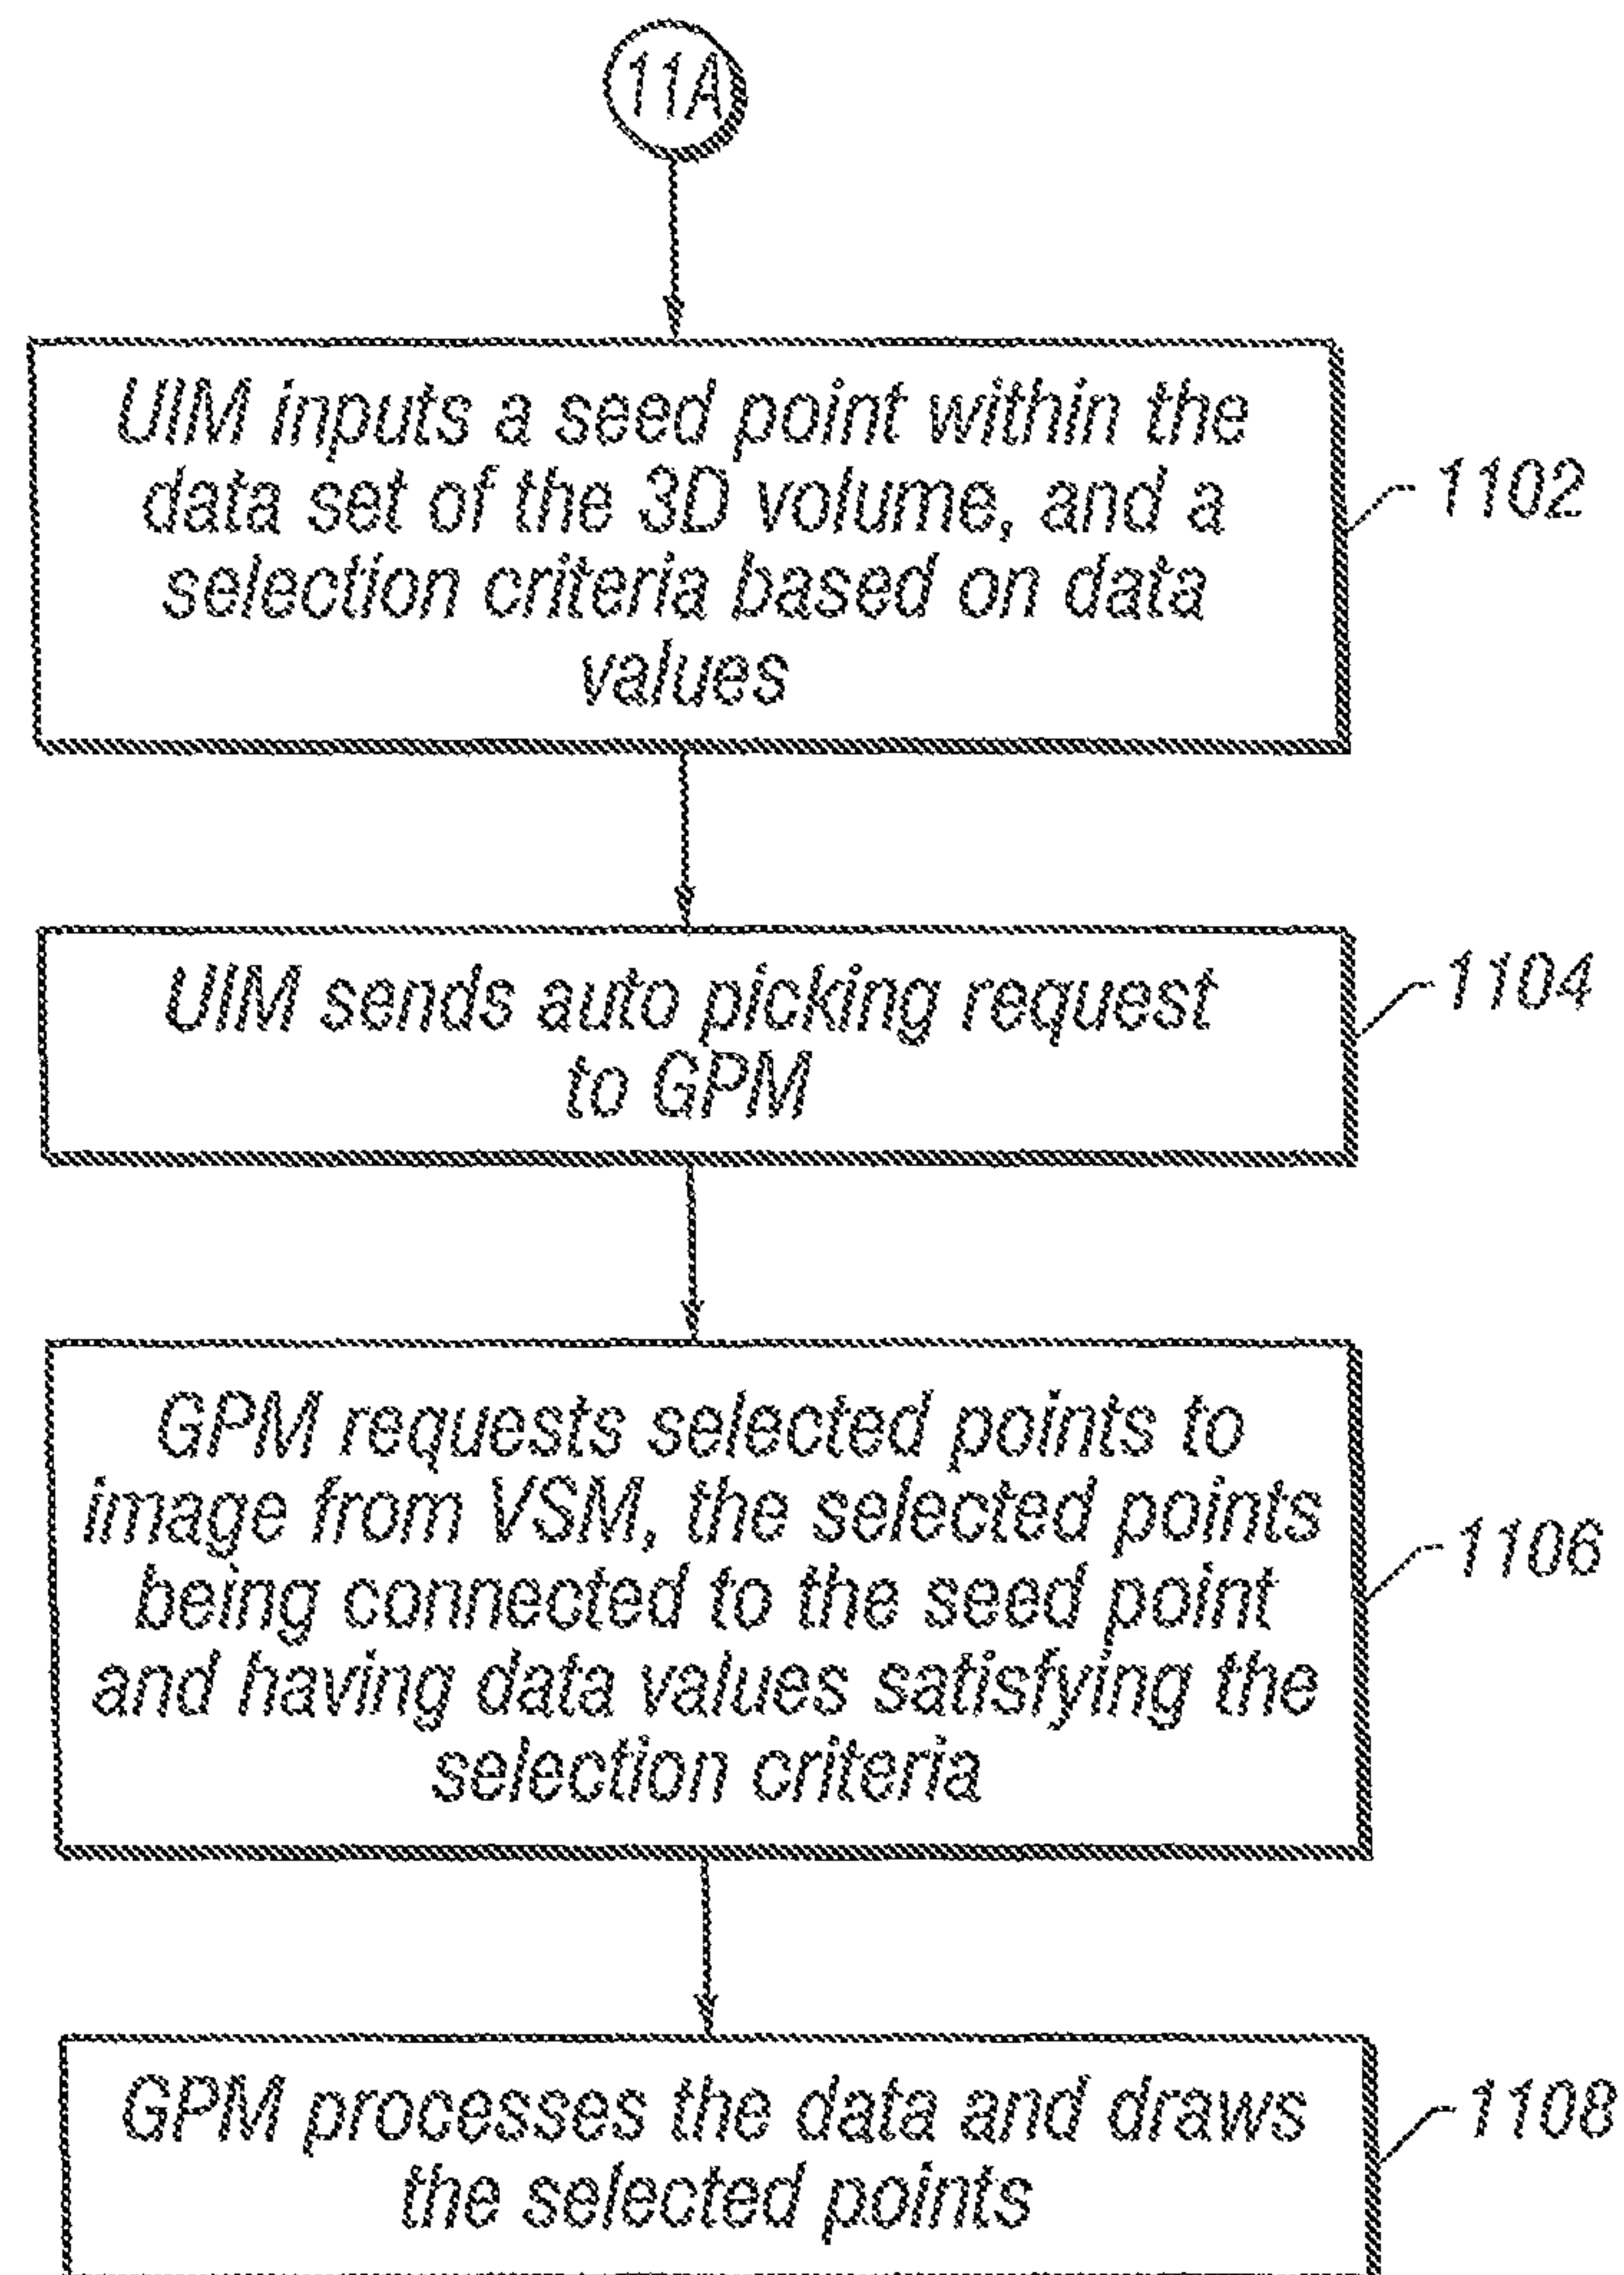 11A
UIM inputs a seed point within the
data set of the 3D volume, and a
selection criteria based on data
values
1102
UIM sends auto picking request
to GPM
1104
GPM requests selected points to
image from VSM, the selected points
being connected to the seed point
and having data values satisfying the
selection criteria
1106
GPM processes the data and draws
the selected points
1108